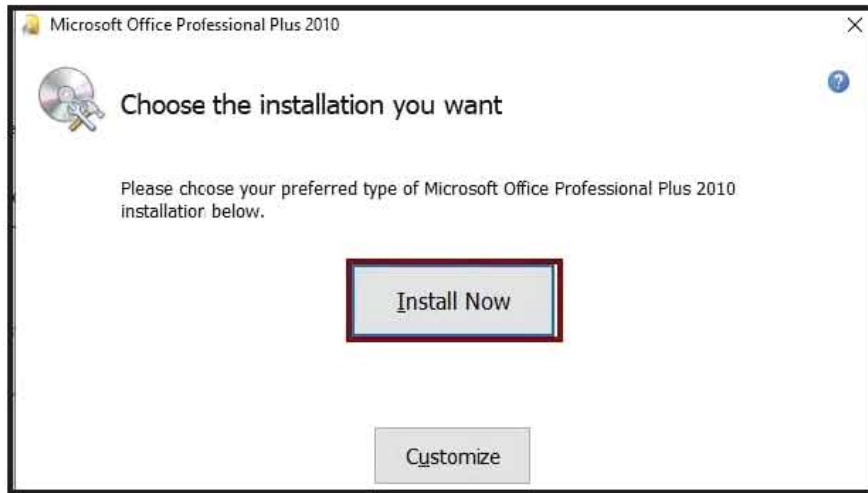 Microsoft Office Professional Plus 2010
Choose the installation you want
Please choose your preferred type of Microsoft Office Professional Plus 2010
installation below.
Install Now
Customize